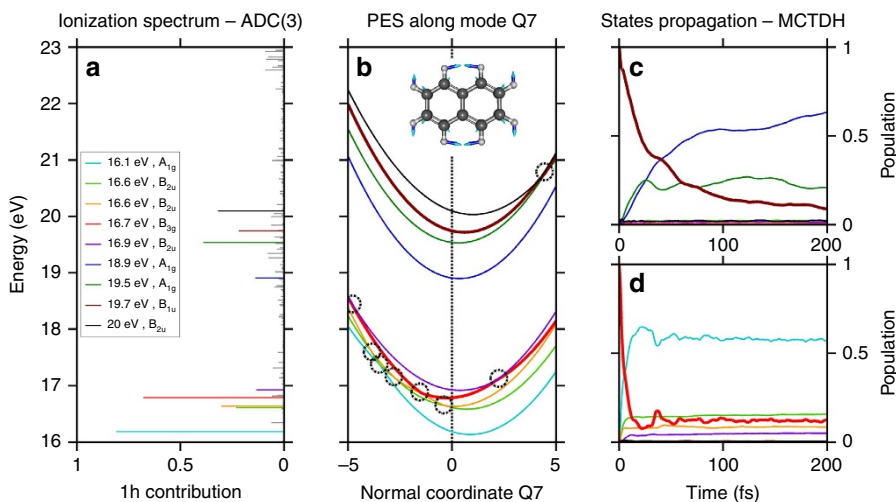 Ionization spectrum – ADC(3)
PES along mode Q7
States propagation – MCTDH
a
b
c
d
23
22
21
20
19
18
17
16
Energy (eV)
16.1 eV , A1g
16.6 eV , B2u
16.6 eV , B2u
16.7 eV , B3g
16.9 eV , B2u
18.9 eV , A1g
19.5 eV , A1g
19.7 eV , B1u
20 eV , B2u
1
0.5
0
1h contribution
−5
0
5
Normal coordinate Q7
1
0.5
0
Population
0
100
200
1
0.5
0
Population
0
100
200
Time (fs)